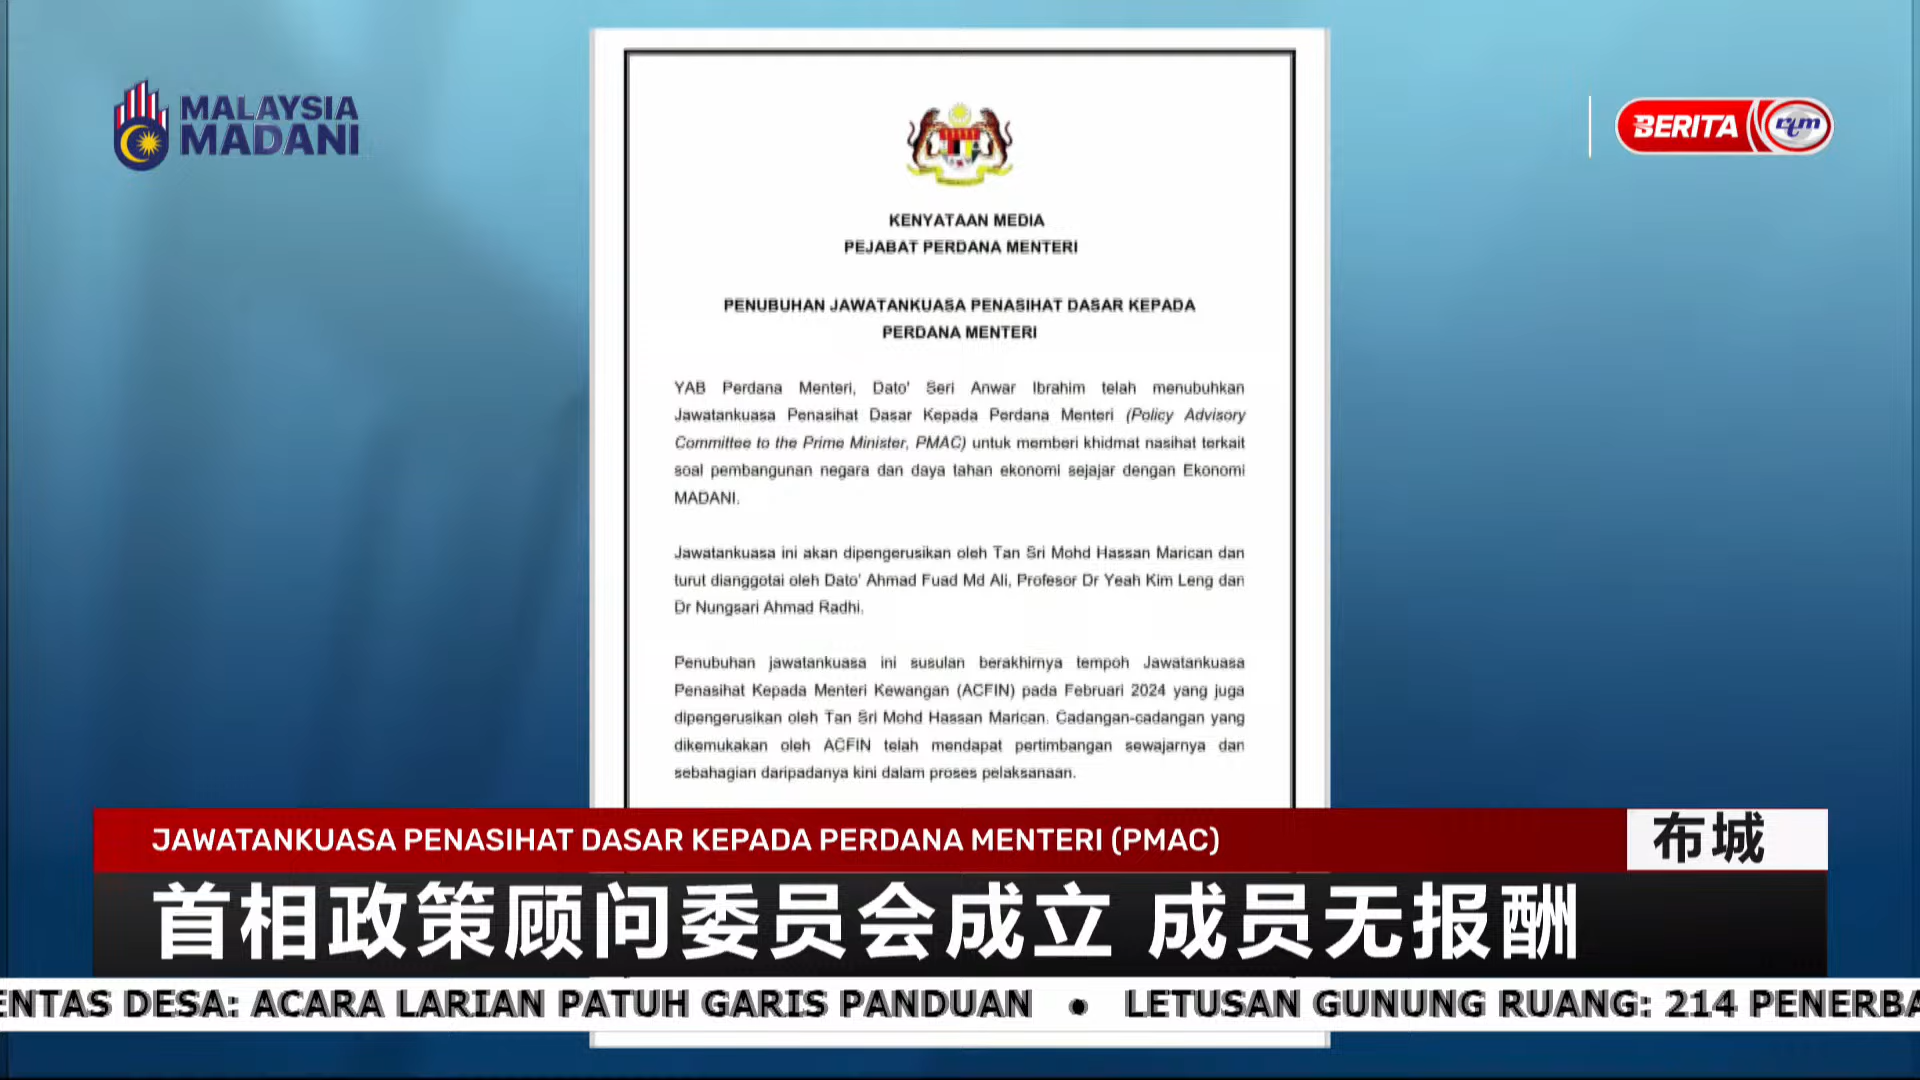 MALAYSIA
MADANI
BERITA rtm
KENYATAAN MEDIA
PEJABAT PERDANA MENTERI
PENUBUHAN JAWATANKUASA PENASIHAT DASAR KEPADA
PERDANA MENTERI
YAB Perdana Menteri, Dato' Seri Anwar Ibrahim telah menubuhkan
Jawatankuasa Penasihat Dasar Kepada Perdana Menteri (Policy Advisory
Committee to the Prime Minister, PMAC) untuk memberi khidmat nasihat terkait
soal pembangunan negara dan daya tahan ekonomi sejajar dengan Ekonomi
MADANI.
Jawatankuasa ini akan dipengerusikan oleh Tan Sri Mohd Hassan Marican dan
turut dianggotai oleh Dato' Ahmad Fuad Md Ali, Profesor Dr Yeah Kim Leng dan
Dr Nungsari Ahmad Radhi.
Penubuhan jawatankuasa ini susulan berakhirnya tempoh Jawatankuasa
Penasihat Kepada Menteri Kewangan (ACFIN) pada Februari 2024 yang juga
dipengerusikan oleh Tan Sri Mohd Hassan Marican. Cadangan-cadangan yang
dikemukakan oleh ACFIN telah mendapat pertimbangan sewajarnya dan
sebahagian daripadanya kini dalam proses pelaksanaan.
JAWATANKUASA PENASIHAT DASAR KEPADA PERDANA MENTERI (PMAC)
布城
首相政策顾问委员会成立 成员无报酬
ENTAS DESA: ACARA LARIAN PATUH GARIS PANDUAN • LETUSAN GUNUNG RUANG: 214 PENERBA